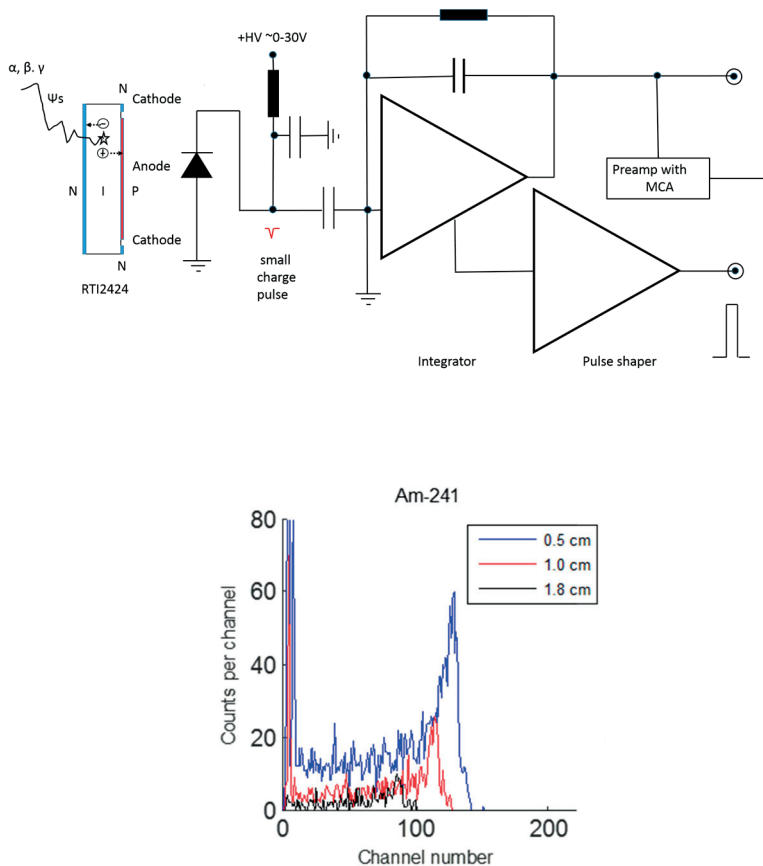 +HV ~0-30V
α, β. γ
Ψs
N
Cathode
Anode
N
I
P
Cathode
N
RTI2424
small
charge
pulse
Preamp with
MCA
Integrator
Pulse shaper
Am-241
80
60
40
20
0
Counts per channel
0.5 cm
1.0 cm
1.8 cm
0
100
200
Channel number